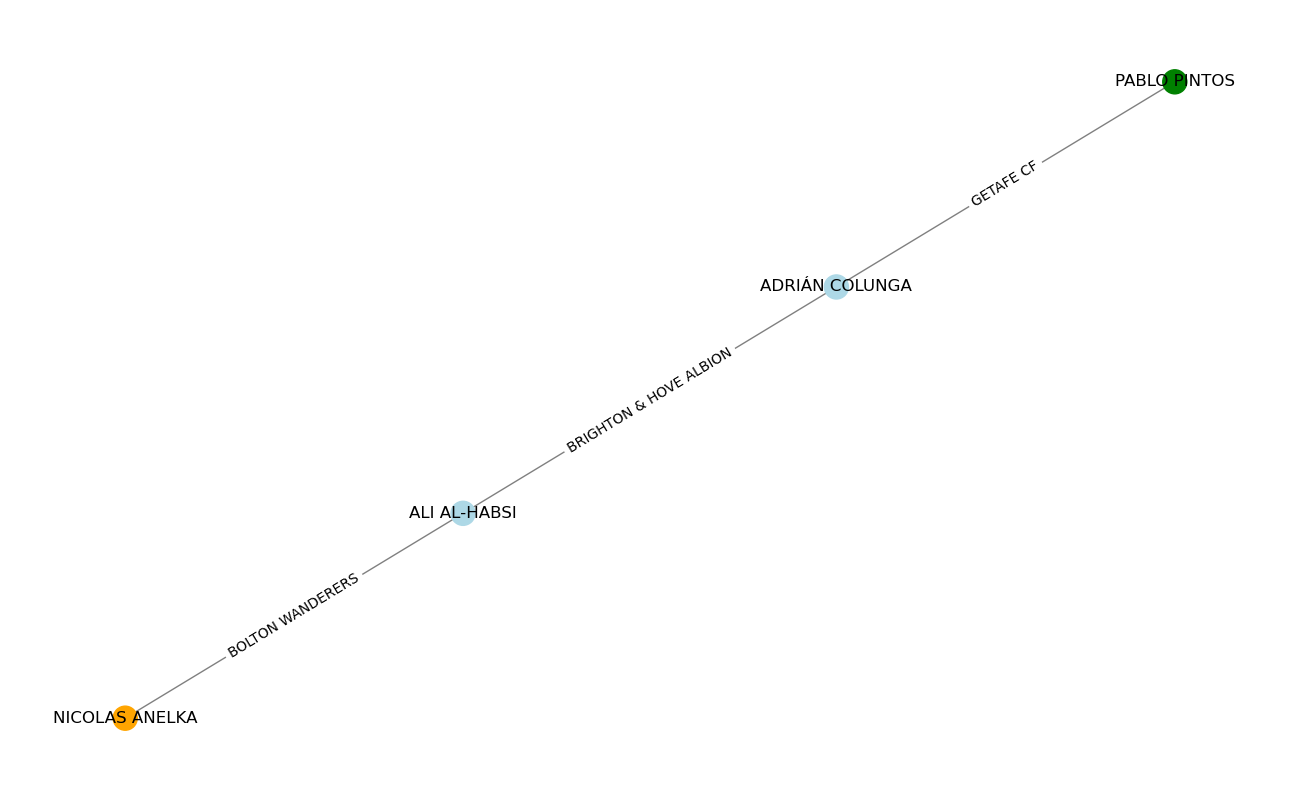 PABLO PINTOS
GETAFE CF
ADRIÁN COLUNGA
BRIGHTON & HOVE ALBION
ALI AL-HABSI
BOLTON WANDERERS
NICOLAS ANELKA